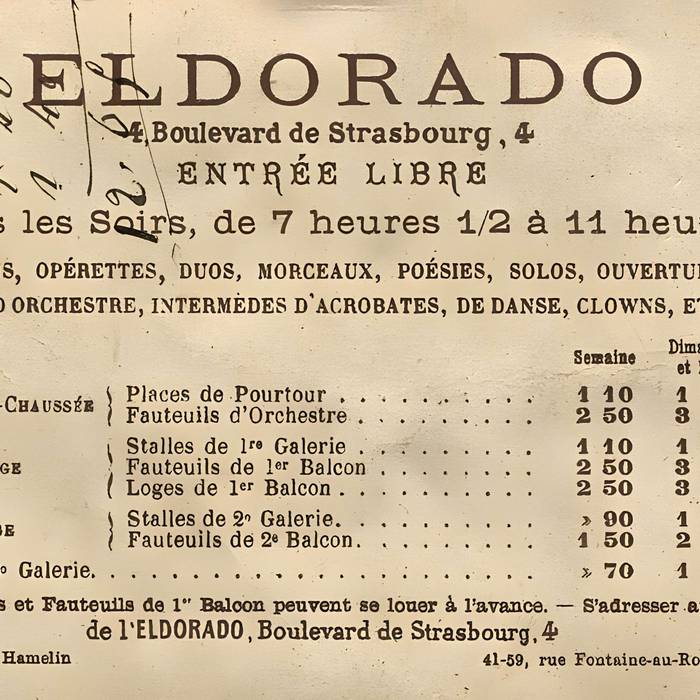 ELDORADO
4, Boulevard de Strasbourg, 4
ENTRÉE LIBRE
s les Soirs, de 7 heures 1/2 à 11 heu
S, OPÉRETTES, DUOS, MORCEAUX, POÉSIES, SOLOS, OUVERTU
D ORCHESTRE, INTERMÈDES D'ACROBATES, DE DANSE, CLOWNS, E
Semaine Dima
et
-CHAUSSÉE
Places de Pourtour . . . . . . . . . . 1 10 1
Fauteuils d'Orchestre . . . . . . . . . 2 50 3
GE
Stalles de 1re Galerie . . . . . . . . . 1 10 1
Fauteuils de 1er Balcon . . . . . . . . 2 50 3
Loges de 1er Balcon . . . . . . . . . . 2 50 3
GE
Stalles de 2e Galerie. . . . . . . . . . » 90 1
Fauteuils de 2e Balcon. . . . . . . . . 1 50 2
e Galerie. . . . . . . . . . . . . . . . . . . . . » 70 1
s et Fauteuils de 1er Balcon peuvent se louer à l'avance. — S'adresser a
de l'ELDORADO, Boulevard de Strasbourg, 4
Hamelin 41-59, rue Fontaine-au-Ro